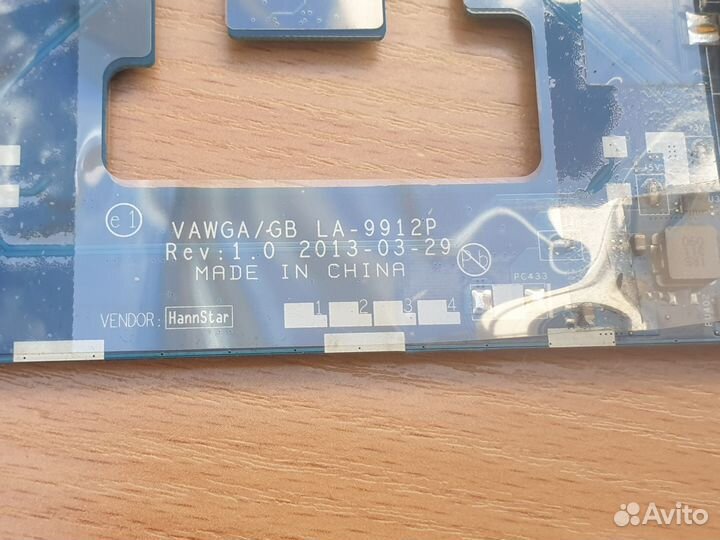 e1
VAWGA/GB LA-9912P
Rev:1.0 2013-03-29
MADE IN CHINA
Pb
PC433
VENDOR: HannStar
1 2 3 4
Avito